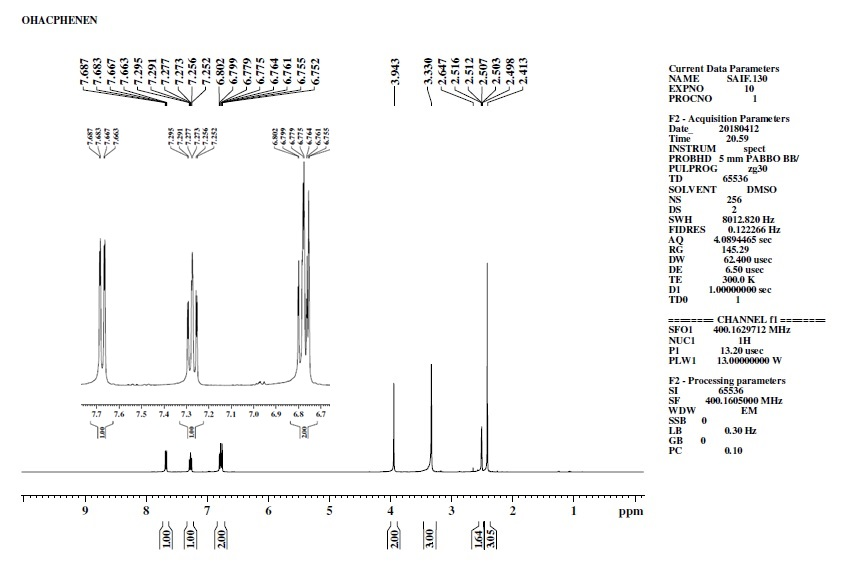 OHACPHENEN
7.687
7.683
7.667
7.663
7.295
7.291
7.277
7.273
7.256
7.252
6.802
6.799
6.779
6.775
6.764
6.761
6.755
6.752
3.943
3.330
2.647
2.516
2.512
2.507
2.503
2.498
2.413
7.687
7.683
7.667
7.663
7.295
7.291
7.277
7.273
7.256
7.252
6.802
6.799
6.779
6.775
6.764
6.761
6.755
7.7 7.6 7.5 7.4 7.3 7.2 7.1 7.0 6.9 6.8 6.7
1.00 1.00 2.00
9 8 7 6 5 4 3 2 1 ppm
1.00 1.00 2.00 2.00 3.00 1.64 3.05
Current Data Parameters
NAME SAIF.130
EXPNO 10
PROCNO 1
F2 - Acquisition Parameters
Date_ 20180412
Time 20.59
INSTRUM spect
PROBHD 5 mm PABBO BB/
PULPROG zg30
TD 65536
SOLVENT DMSO
NS 256
DS 2
SWH 8012.820 Hz
FIDRES 0.122266 Hz
AQ 4.0894465 sec
RG 145.29
DW 62.400 usec
DE 6.50 usec
TE 300.0 K
D1 1.00000000 sec
TD0 1
======== CHANNEL f1 ========
SFO1 400.1629712 MHz
NUC1 1H
P1 13.20 usec
PLW1 13.00000000 W
F2 - Processing parameters
SI 65536
SF 400.1605000 MHz
WDW EM
SSB 0
LB 0.30 Hz
GB 0
PC 0.10